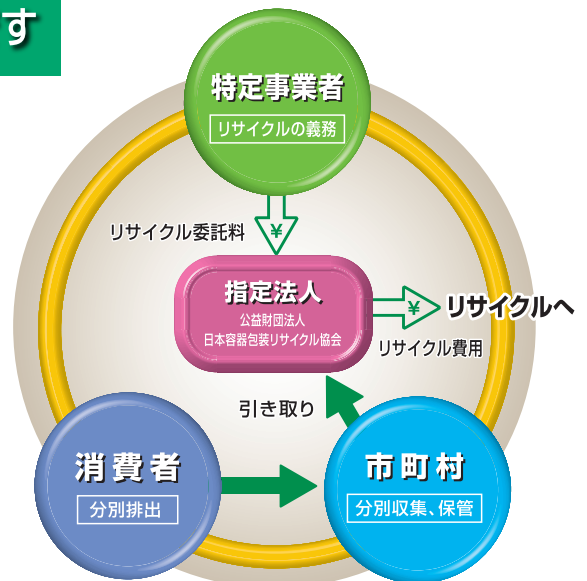 す
特定事業者
リサイクルの義務
¥
リサイクル委託料
指定法人
公益財団法人
日本容器包装リサイクル協会
¥
リサイクルへ
リサイクル費用
引き取り
消費者
分別排出
市町村
分別収集、保管